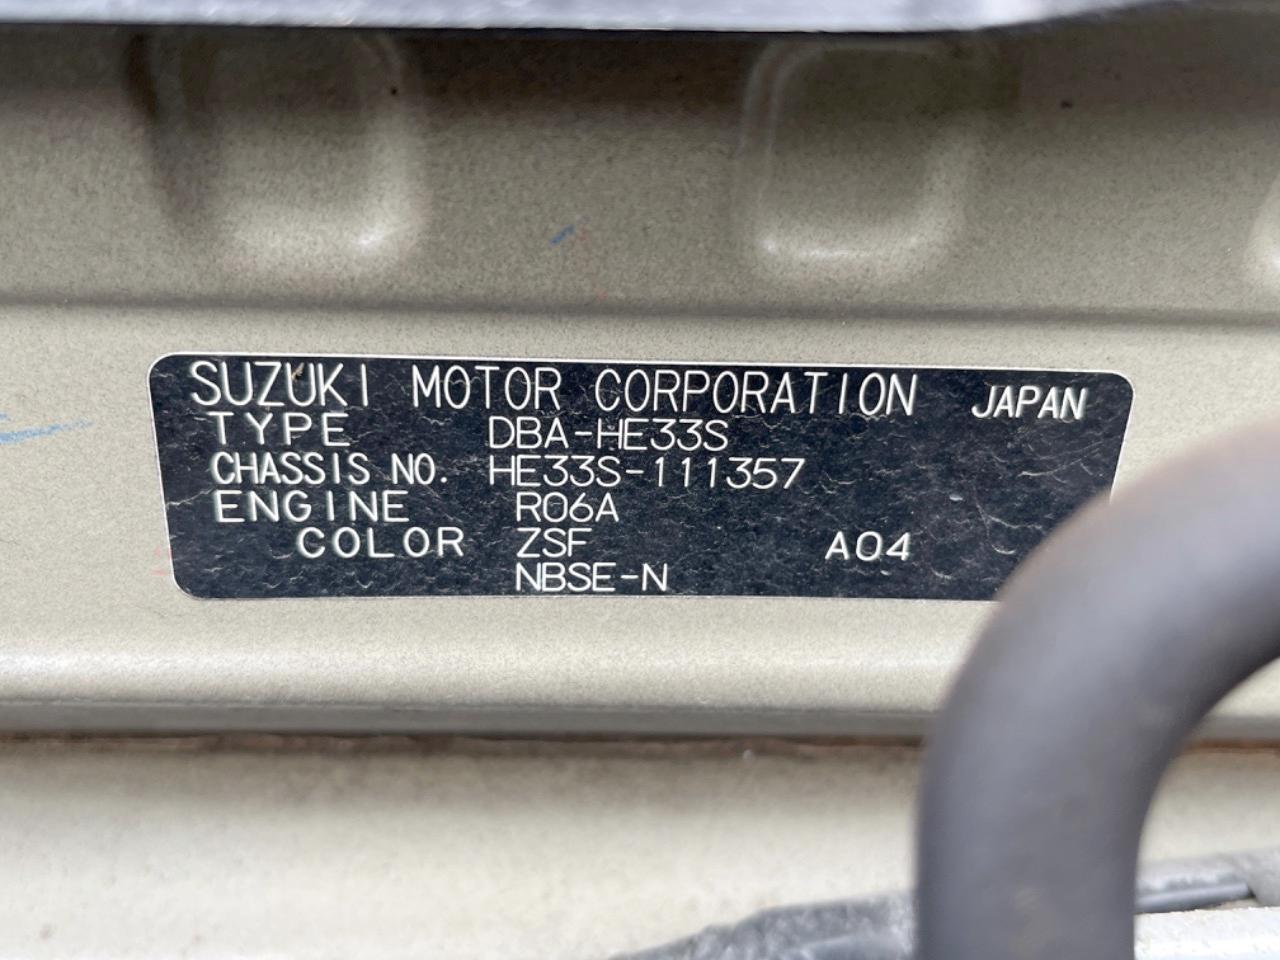 SUZUKI MOTOR CORPORATION JAPAN
TYPE DBA-HE33S
CHASSIS NO. HE33S-111357
ENGINE R06A
COLOR ZSF A04
NBSE-N